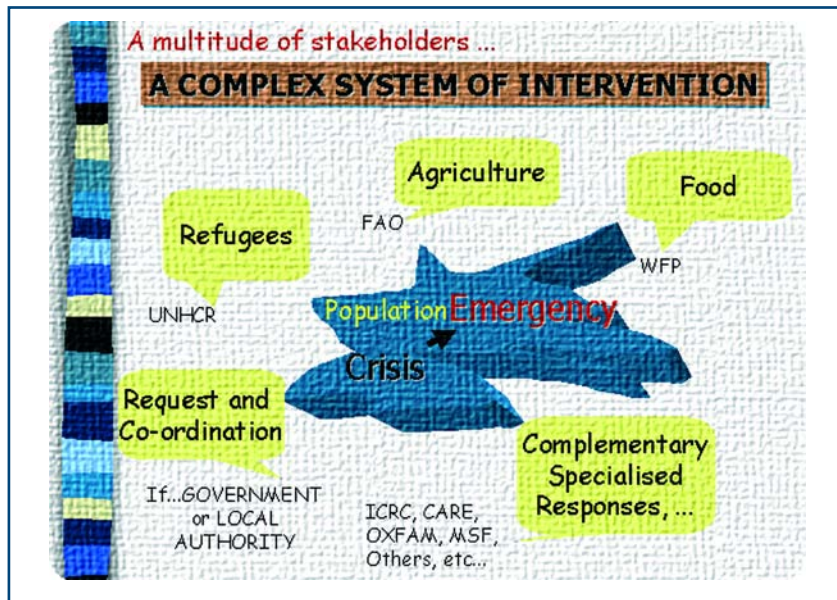 A multitude of stakeholders ...
A COMPLEX SYSTEM OF INTERVENTION
Agriculture
FAO
Food
WFP
Refugees
UNHCR
Population Emergency
Crisis
Request and
Co-ordination
If...GOVERNMENT
or LOCAL
AUTHORITY
Complementary
Specialised
Responses, ...
ICRC, CARE,
OXFAM, MSF,
Others, etc...